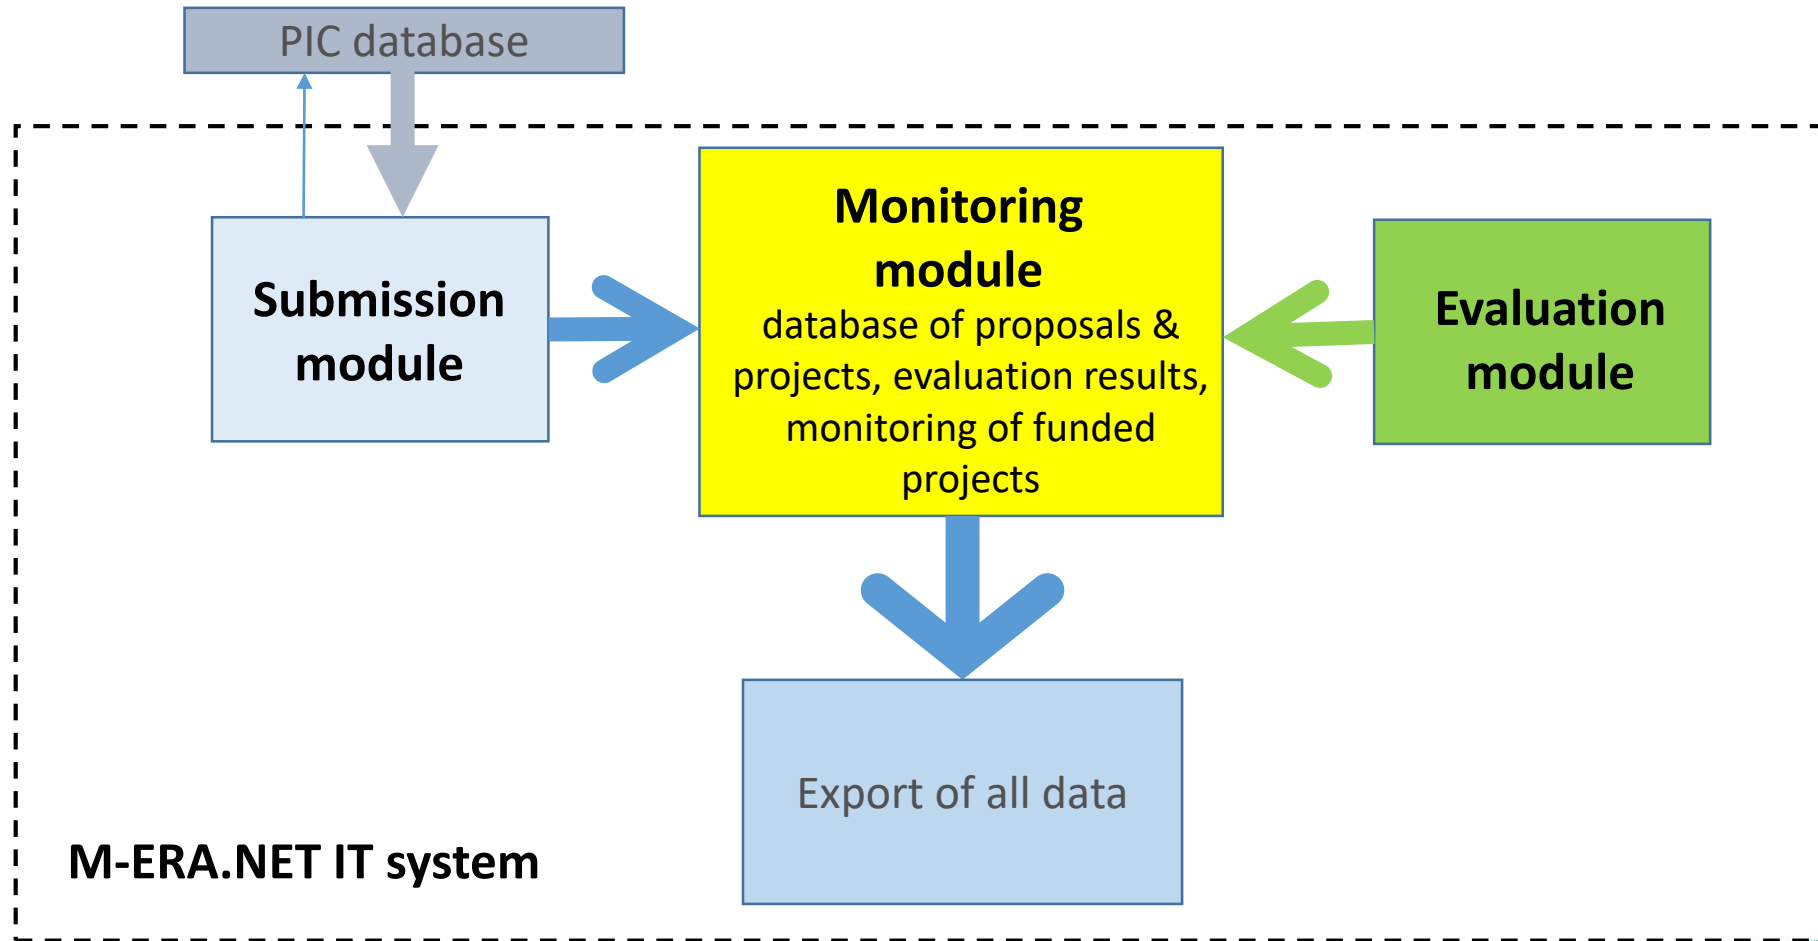 PIC database
Monitoring
module
database of proposals &
projects, evaluation results,
monitoring of funded
projects
Submission
module
Evaluation
module
Export of all data
M-ERA.NET IT system